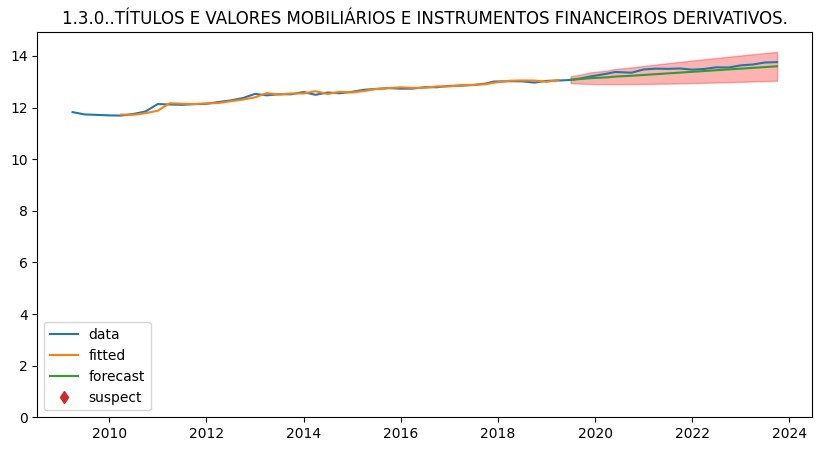 1.3.0..TÍTULOS E VALORES MOBILIÁRIOS E INSTRUMENTOS FINANCEIROS DERIVATIVOS.
14
12
10
8
6
4
2
0
data
fitted
forecast
suspect
2010 2012 2014 2016 2018 2020 2022 2024